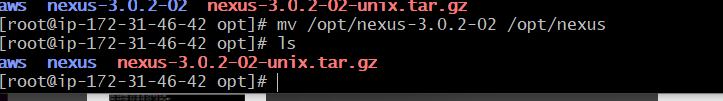 aws nexus-3.0.2-02 nexus-3.0.2-02-unix.tar.gz
[root@ip-172-31-46-42 opt]# mv /opt/nexus-3.0.2-02 /opt/nexus
[root@ip-172-31-46-42 opt]# ls
aws nexus nexus-3.0.2-02-unix.tar.gz
[root@ip-172-31-46-42 opt]#